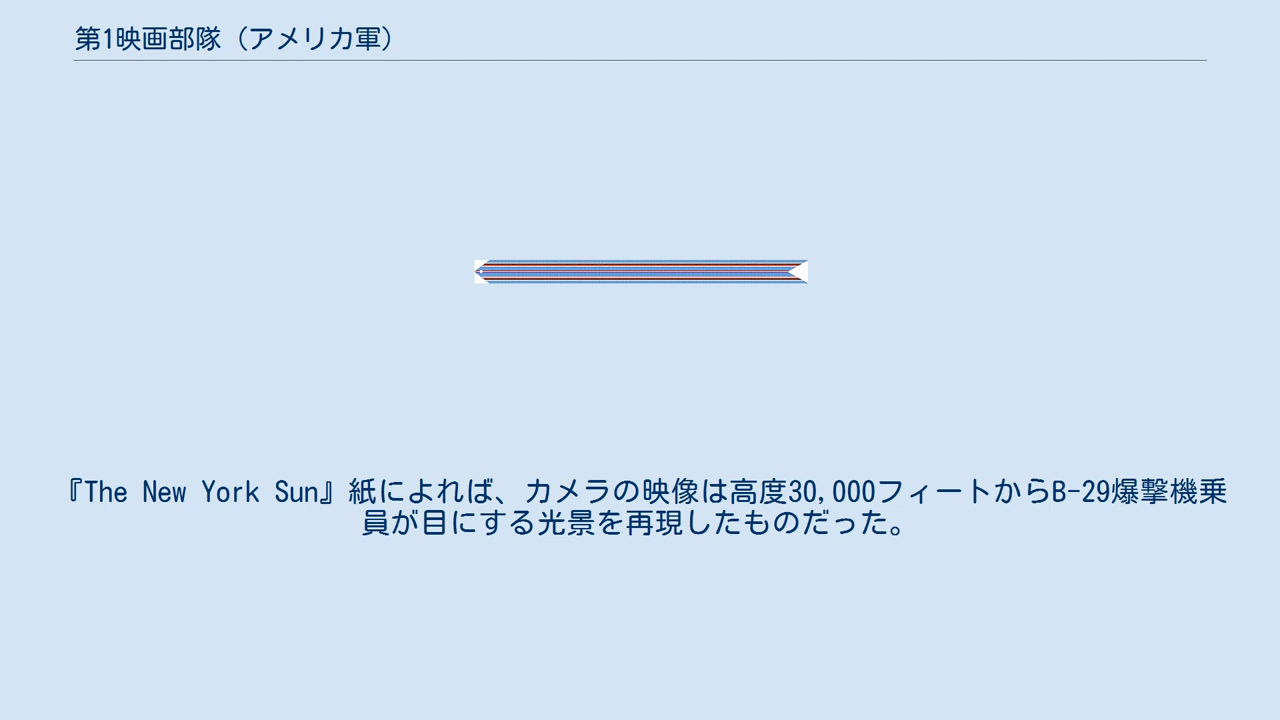 第1映画部隊（アメリカ軍）
『The New York Sun』紙によれば、カメラの映像は高度30,000フィートからB-29爆撃機乗
員が目にする光景を再現したものだった。